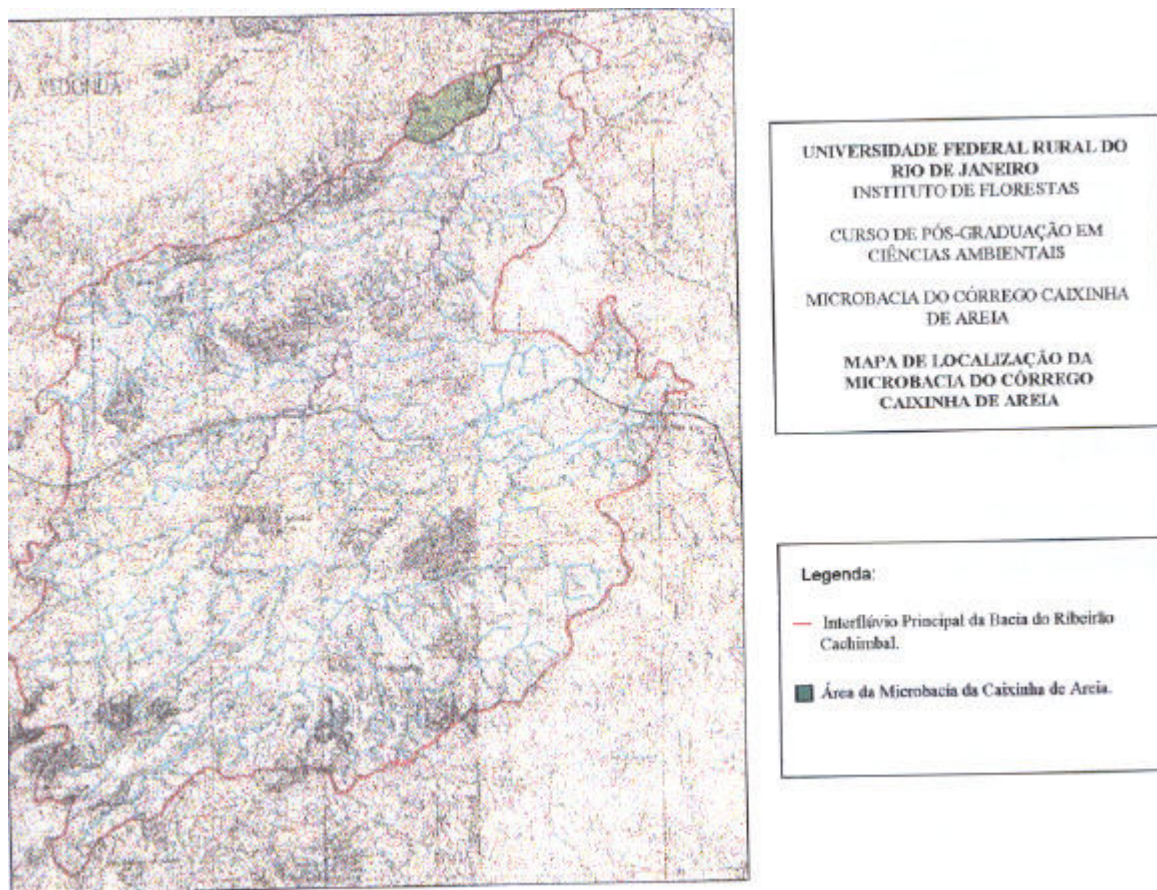 A REDONDA
UNIVERSIDADE FEDERAL RURAL DO
RIO DE JANEIRO
INSTITUTO DE FLORESTAS
CURSO DE PÓS-GRADUAÇÃO EM
CIÊNCIAS AMBIENTAIS
MICROBACIA DO CÓRREGO CAIXINHA
DE AREIA
MAPA DE LOCALIZAÇÃO DA
MICROBACIA DO CÓRREGO
CAIXINHA DE AREIA
Legenda:
Interflúvio Principal da Bacia do Ribeirão
Cachimbal.
Área da Microbacia da Caixinha de Areia.